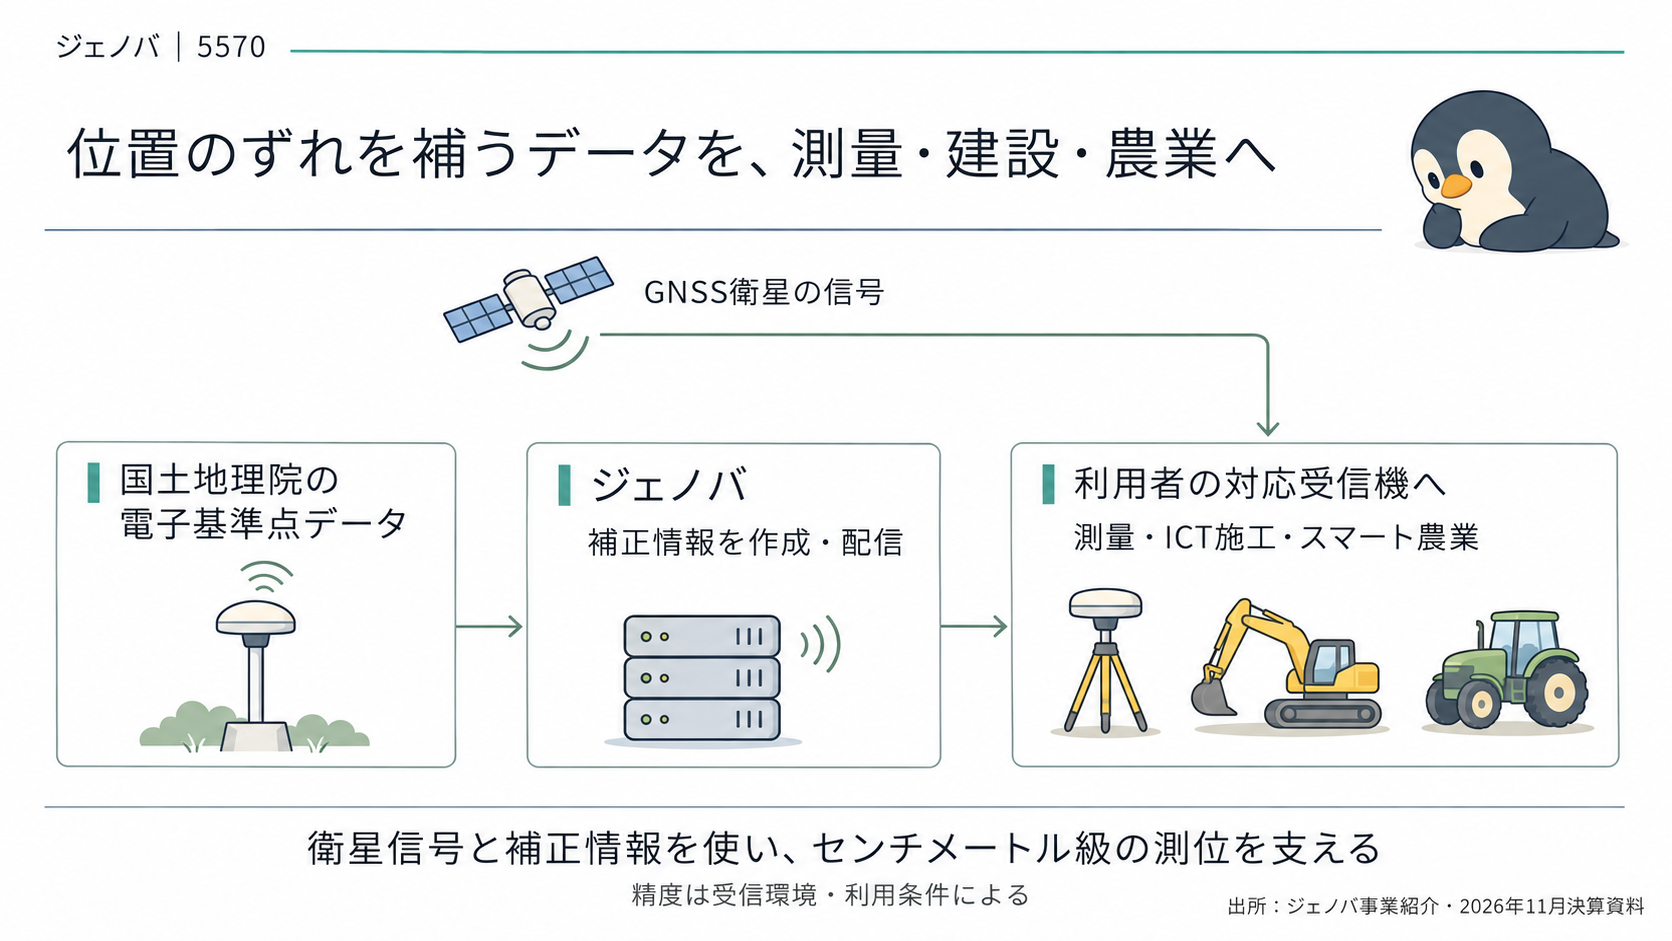 ジェノバ｜5570
位置のずれを補うデータを、測量・建設・農業へ
GNSS衛星の信号
国土地理院の
電子基準点データ
ジェノバ
補正情報を作成・配信
利用者の対応受信機へ
測量・ICT施工・スマート農業
衛星信号と補正情報を使い、センチメートル級の測位を支える
精度は受信環境・利用条件による
出所：ジェノバ事業紹介・2026年11月決算資料